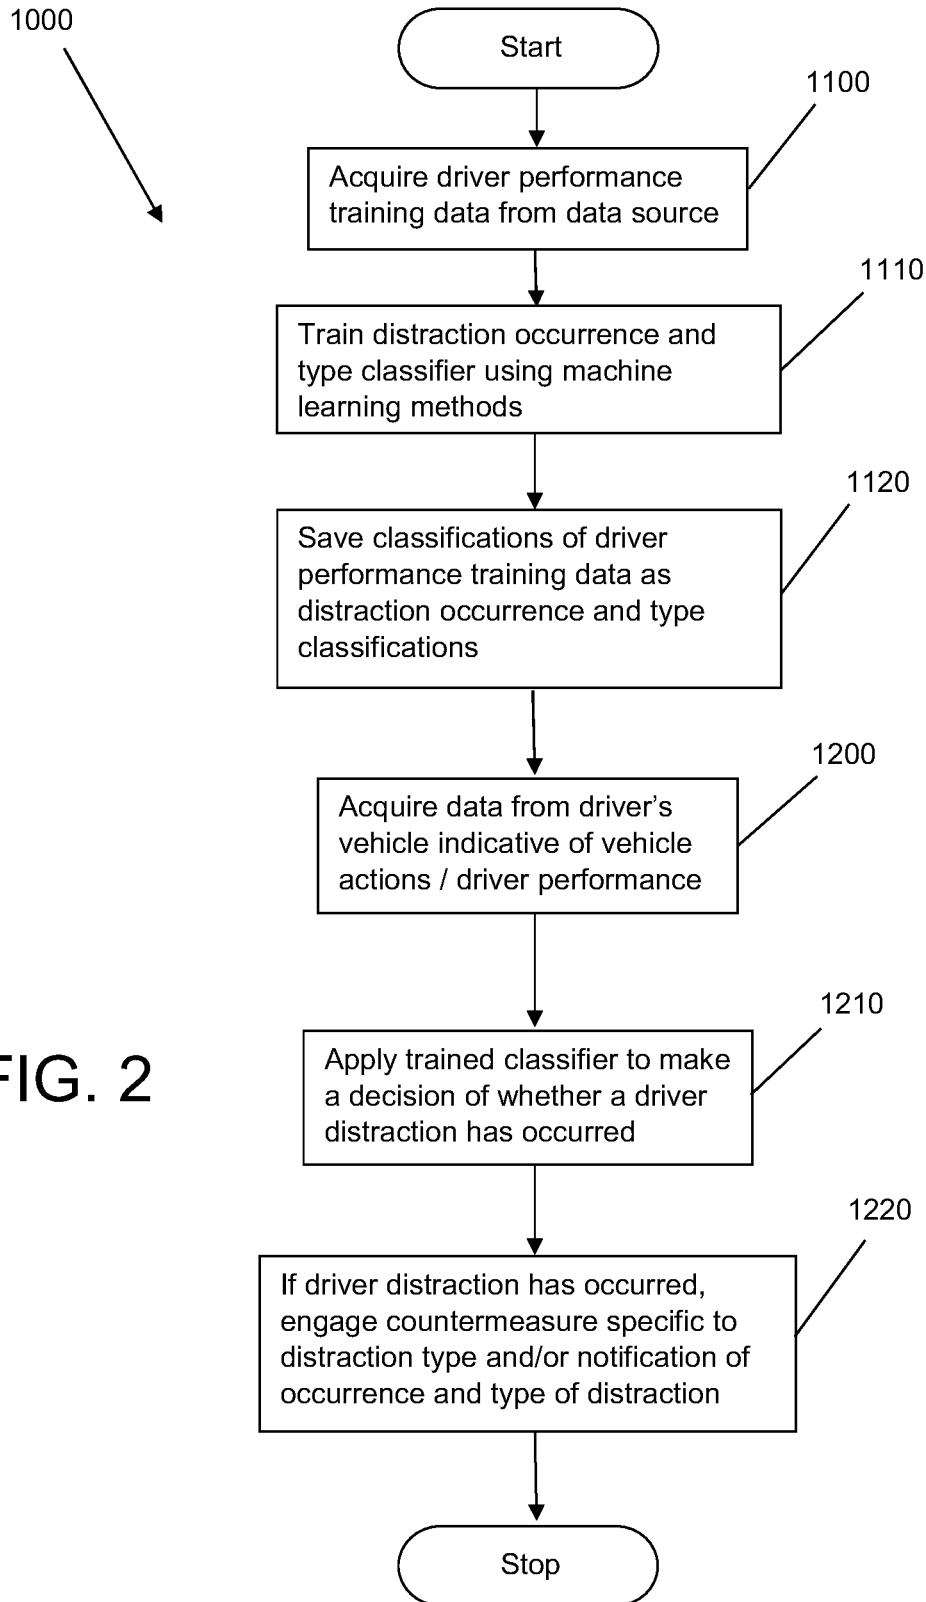 1000
Start
1100
Acquire driver performance
training data from data source
1110
Train distraction occurrence and
type classifier using machine
learning methods
1120
Save classifications of driver
performance training data as
distraction occurrence and type
classifications
1200
Acquire data from driver's
vehicle indicative of vehicle
actions / driver performance
1210
Apply trained classifier to make
a decision of whether a driver
distraction has occurred
FIG. 2
1220
If driver distraction has occurred,
engage countermeasure specific to
distraction type and/or notification of
occurrence and type of distraction
Stop